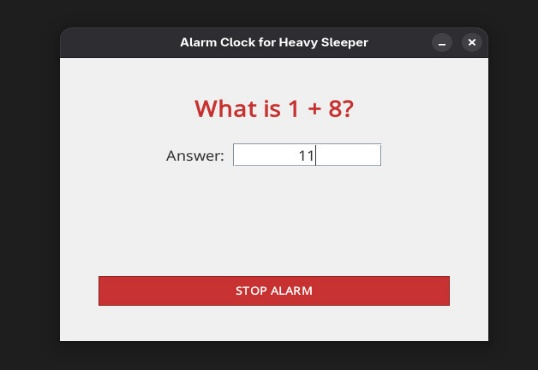 Alarm Clock for Heavy Sleeper
What is 1 + 8?
Answer: 11
STOP ALARM